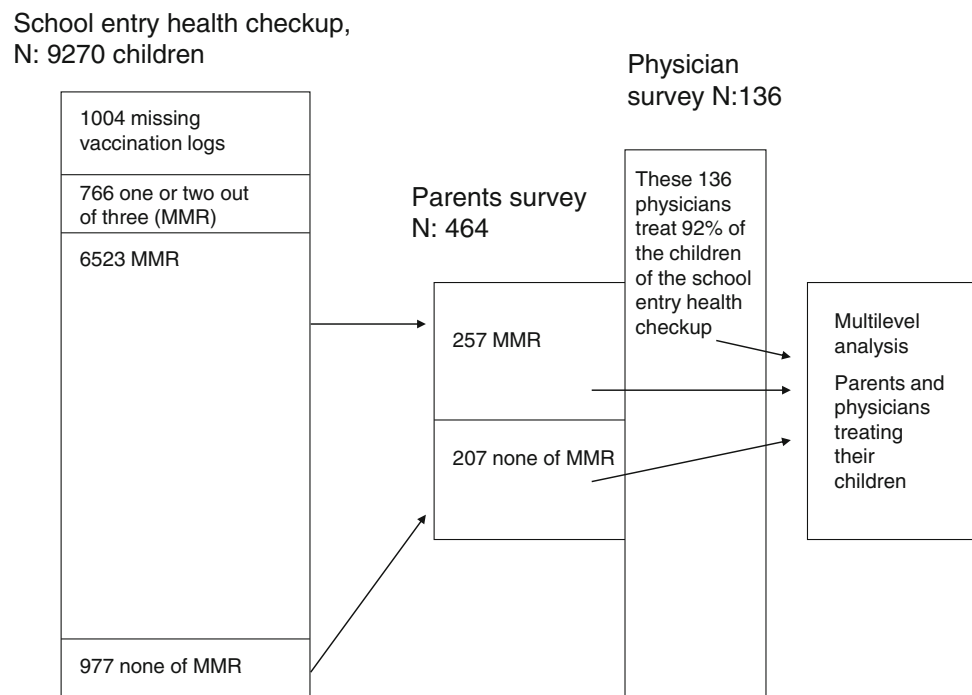 School entry health checkup,
N: 9270 children
1004 missing
vaccination logs
766 one or two out
of three (MMR)
6523 MMR
977 none of MMR
Parents survey
N: 464
257 MMR
207 none of MMR
Physician
survey N:136
These 136
physicians
treat 92% of
the children
of the school
entry health
checkup
Multilevel
analysis
Parents and
physicians
treating
their
children